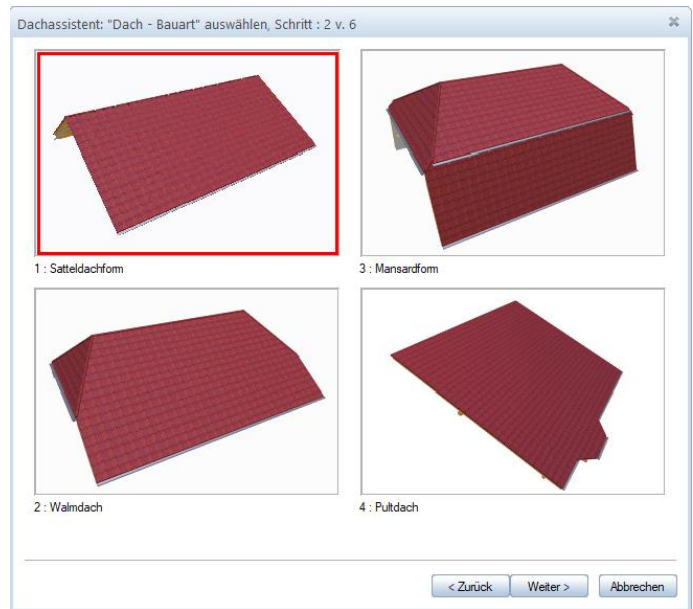 Dachassistent: "Dach - Bauart" auswählen, Schritt : 2 v. 6
1 : Satteldachform
3 : Mansardform
2 : Walmdach
4 : Pultdach
< Zurück
Weiter >
Abbrechen